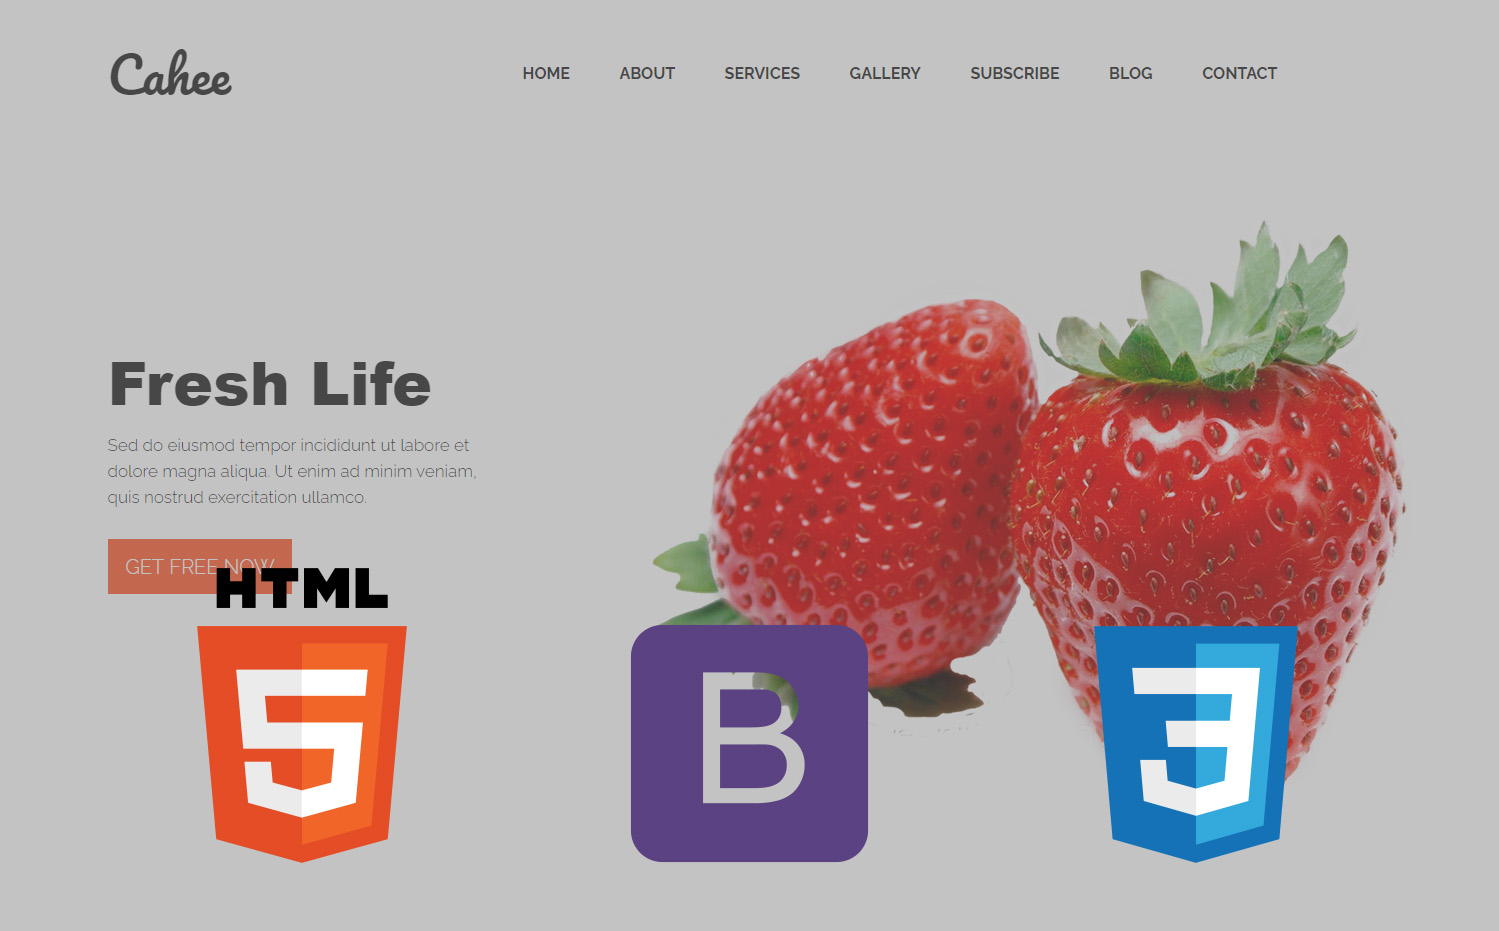 Cahee
HOME ABOUT SERVICES GALLERY SUBSCRIBE BLOG CONTACT
Fresh Life
Sed do eiusmod tempor incididunt ut labore et
dolore magna aliqua. Ut enim ad minim veniam,
quis nostrud exercitation ullamco.
GET FREE NOW
HTML
5 B 3